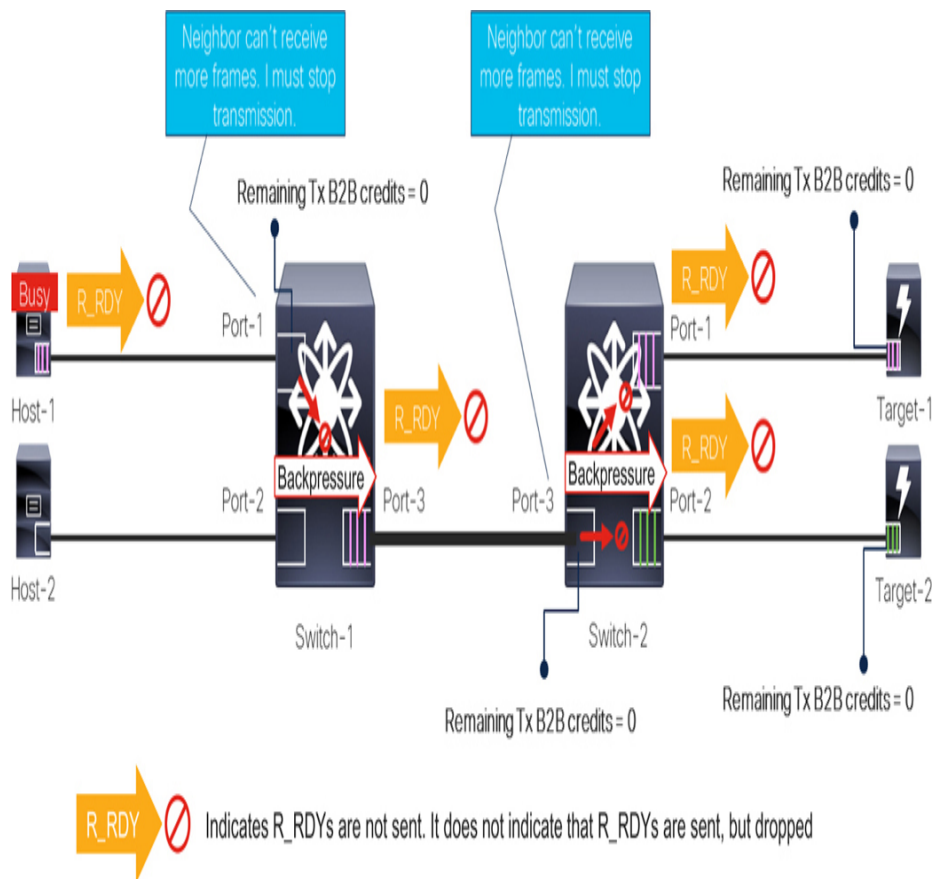 Neighbor can't receive
more frames. I must stop
transmission.
Neighbor can't receive
more frames. I must stop
transmission.
Remaining Tx B2B credits = 0
Remaining Tx B2B credits = 0
Busy
R_RDY
Port-1
R_RDY
Port-1
Host-1
Target-1
R_RDY
R_RDY
Backpressure
Backpressure
Port-2
Port-3
Port-3
Port-2
Host-2
Target-2
Switch-1
Switch-2
Remaining Tx B2B credits = 0
Remaining Tx B2B credits = 0
R_RDY
Indicates R_RDYs are not sent. It does not indicate that R_RDYs are sent, but dropped